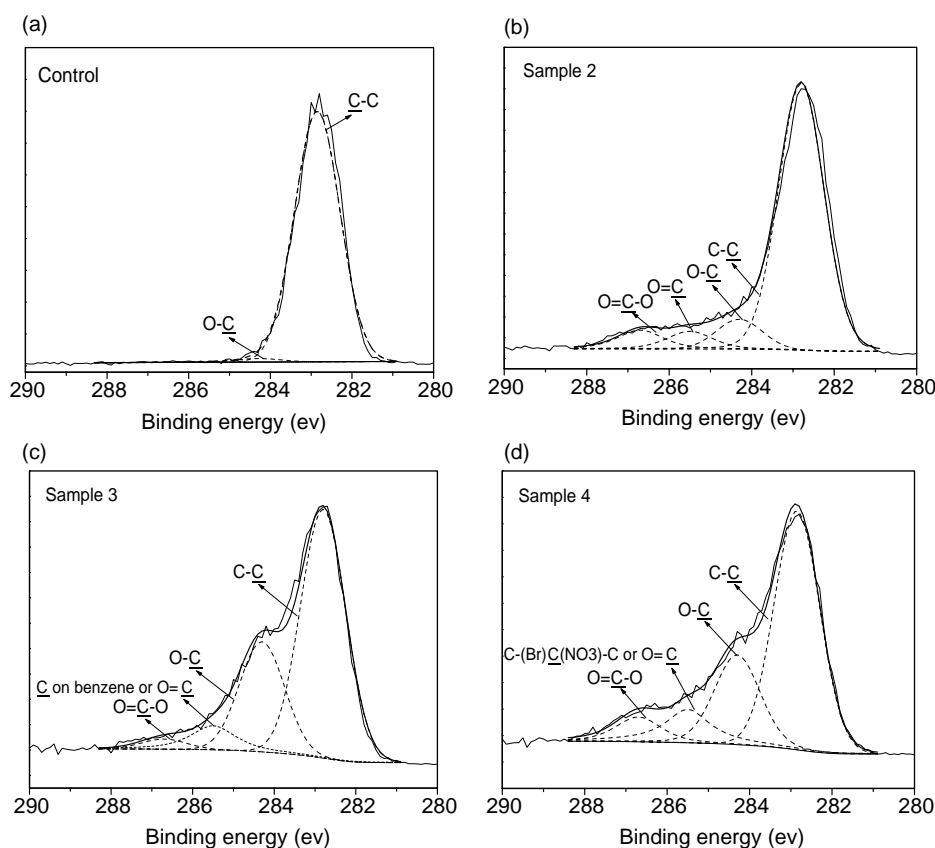 (a)
Control
C-C
O-C
290 288 286 284 282 280
Binding energy (ev)
(b)
Sample 2
C-C
O-C
O=C
O=C-O
290 288 286 284 282 280
Binding energy (ev)
(c)
Sample 3
C-C
O-C
C on benzene or O=C
O=C-O
290 288 286 284 282 280
Binding energy (ev)
(d)
Sample 4
C-C
O-C
C-(Br)C(NO3)-C or O=C
O=C-O
290 288 286 284 282 280
Binding energy (ev)